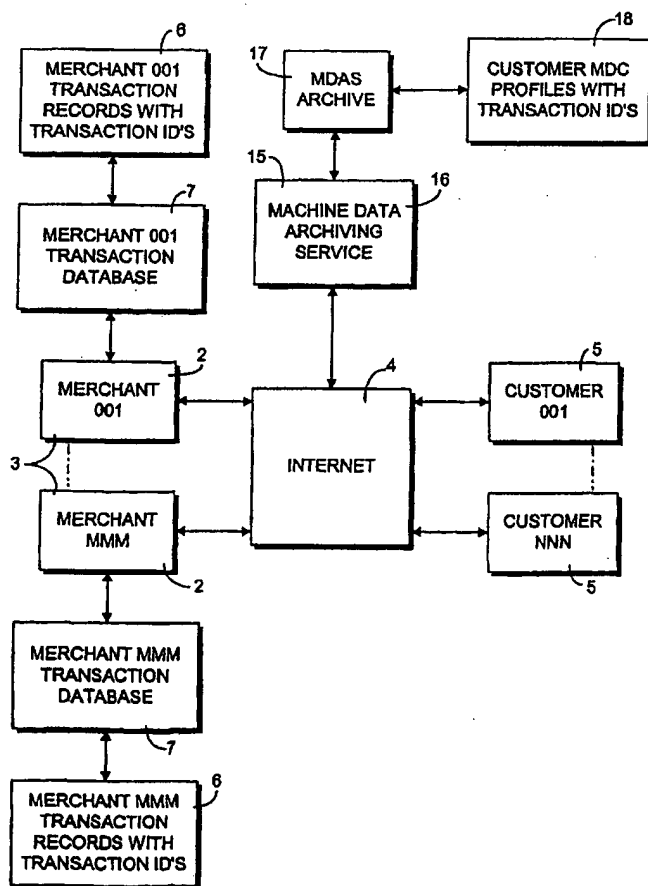 6
MERCHANT 001
TRANSACTION
RECORDS WITH
TRANSACTION ID'S
17
MDAS
ARCHIVE
18
CUSTOMER MDC
PROFILES WITH
TRANSACTION ID'S
7
MERCHANT 001
TRANSACTION
DATABASE
15
16
MACHINE DATA
ARCHIVING
SERVICE
2
MERCHANT
001
4
INTERNET
5
CUSTOMER
001
3
MERCHANT
MMM
2
CUSTOMER
NNN
5
MERCHANT MMM
TRANSACTION
DATABASE
7
6
MERCHANT MMM
TRANSACTION
RECORDS WITH
TRANSACTION ID'S